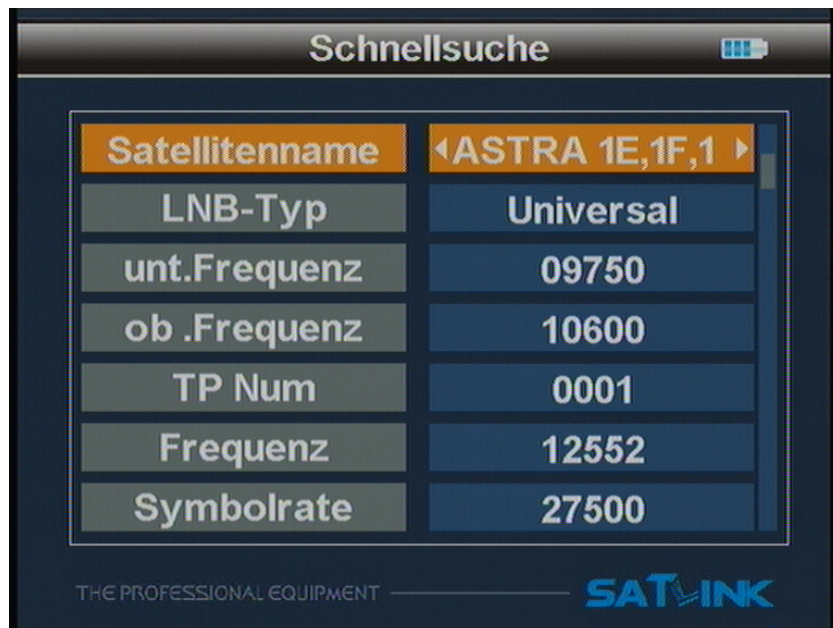 Schnellsuche
Satellitenname ASTRA 1E,1F,1
LNB-Typ Universal
unt.Frequenz 09750
ob .Frequenz 10600
TP Num 0001
Frequenz 12552
Symbolrate 27500
THE PROFESSIONAL EQUIPMENT SATLINK